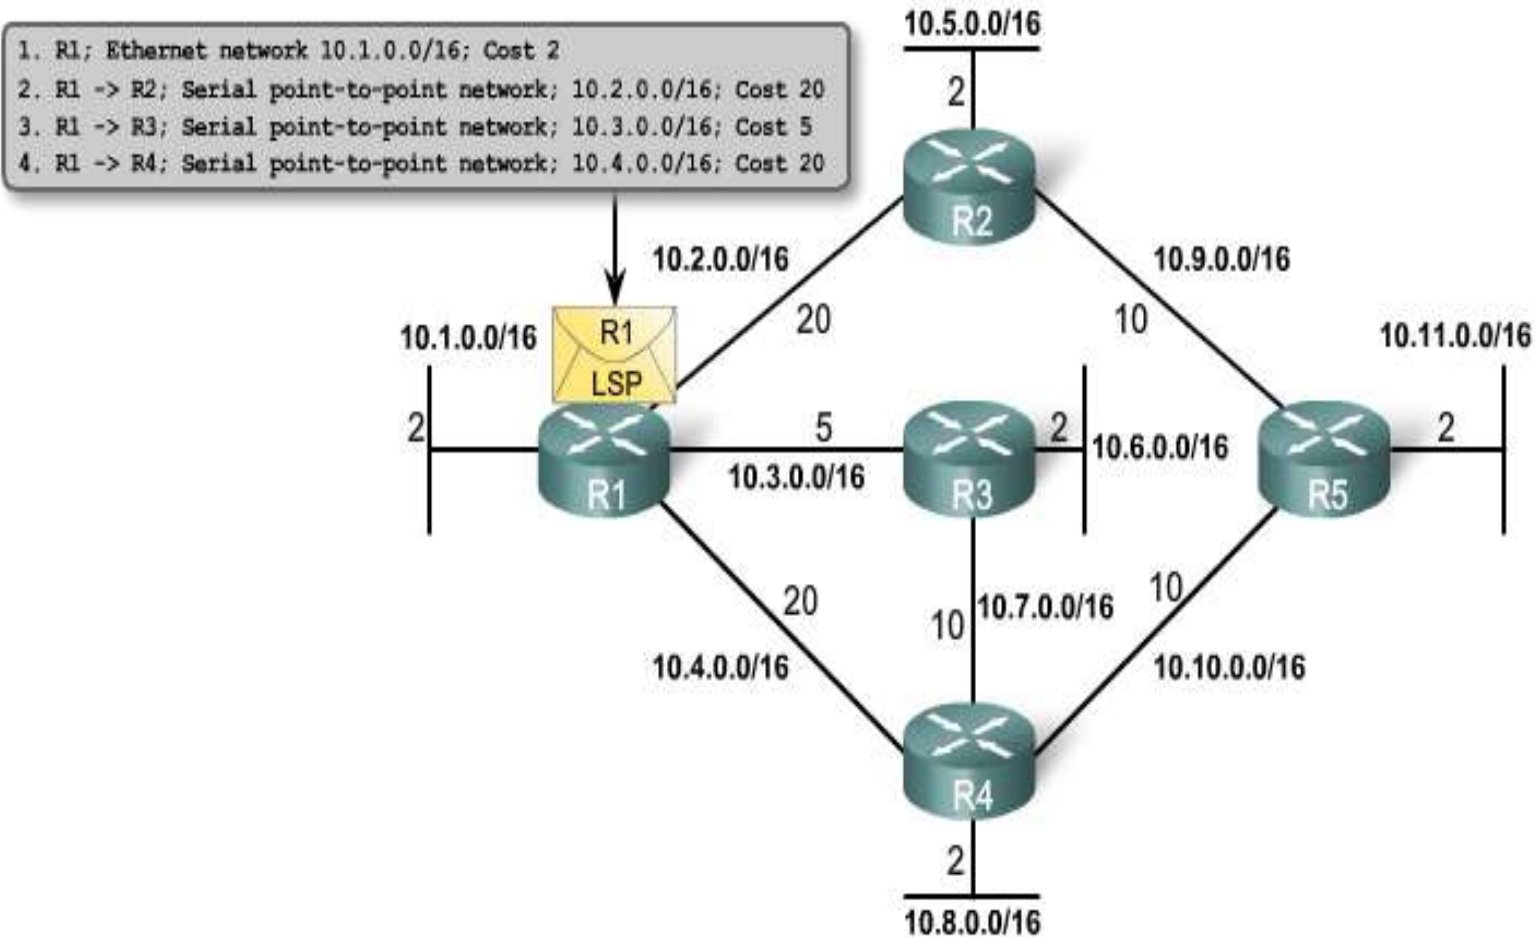 1. R1; Ethernet network 10.1.0.0/16; Cost 2
2. R1 -> R2; Serial point-to-point network; 10.2.0.0/16; Cost 20
3. R1 -> R3; Serial point-to-point network; 10.3.0.0/16; Cost 5
4. R1 -> R4; Serial point-to-point network; 10.4.0.0/16; Cost 20
10.5.0.0/16
2
R2
10.2.0.0/16
20
10.9.0.0/16
10
10.1.0.0/16
R1
LSP
10.11.0.0/16
2
R1
5
10.3.0.0/16
R3
2
10.6.0.0/16
R5
2
20
10.4.0.0/16
10
10.7.0.0/16
10
10.10.0.0/16
R4
2
10.8.0.0/16